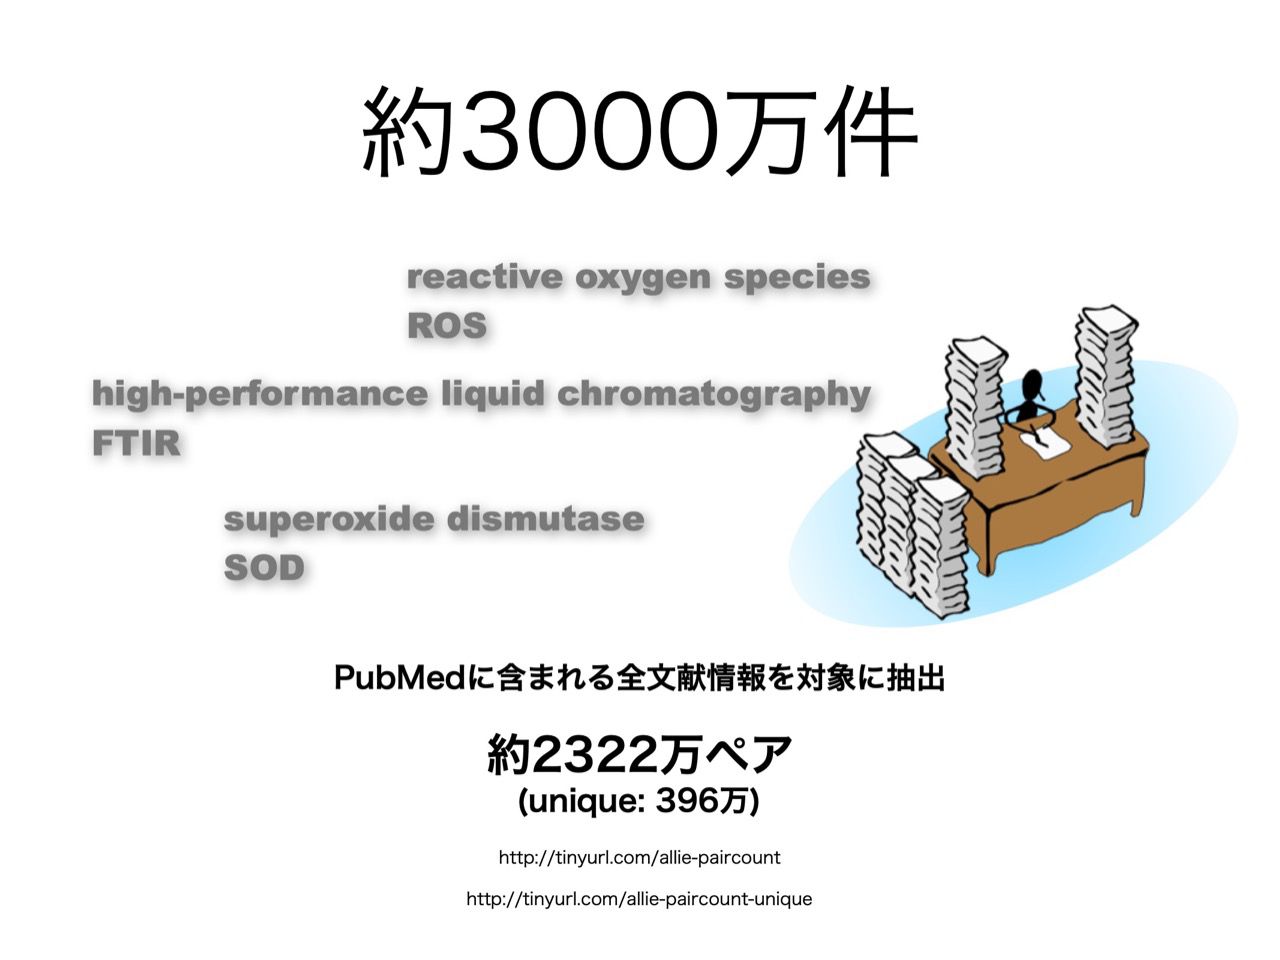 約3000万件
reactive oxygen species
ROS
high-performance liquid chromatography
FTIR
superoxide dismutase
SOD
PubMedに含まれる全文献情報を対象に抽出
約2322万ペア
(unique: 396万)
http://tinyurl.com/allie-paircount
http://tinyurl.com/allie-paircount-unique